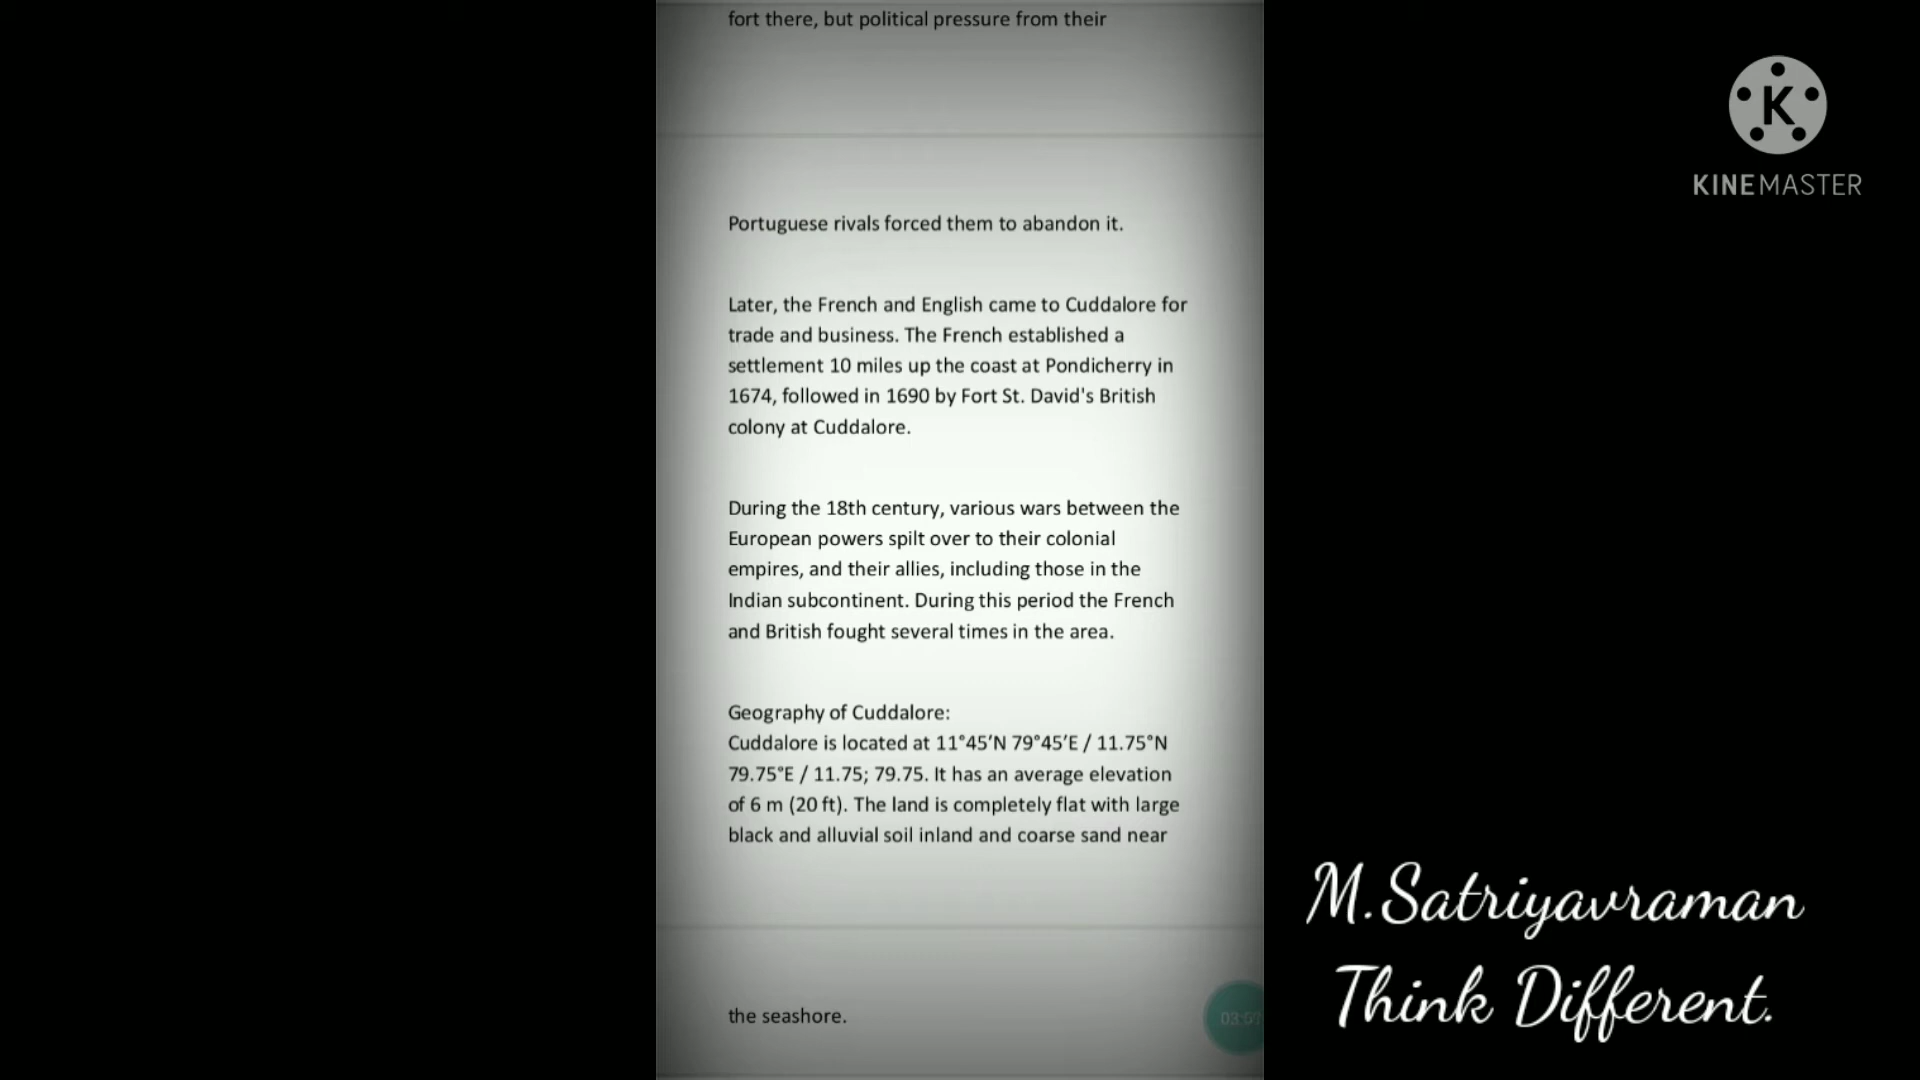 fort there, but political pressure from their
Portuguese rivals forced them to abandon it.
Later, the French and English came to Cuddalore for
trade and business. The French established a
settlement 10 miles up the coast at Pondicherry in
1674, followed in 1690 by Fort St. David's British
colony at Cuddalore.
During the 18th century, various wars between the
European powers spilt over to their colonial
empires, and their allies, including those in the
Indian subcontinent. During this period the French
and British fought several times in the area.
Geography of Cuddalore:
Cuddalore is located at 11°45′N 79°45′E / 11.75°N
79.75°E / 11.75; 79.75. It has an average elevation
of 6 m (20 ft). The land is completely flat with large
black and alluvial soil inland and coarse sand near
the seashore.
K
KINEMASTER
M.Satriyavraman
Think Different.